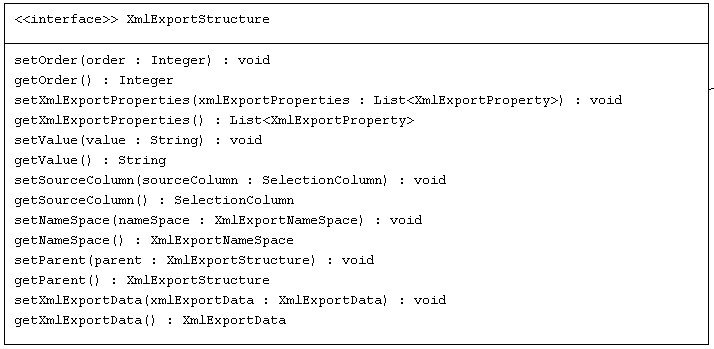 <<interface>> XmlExportStructure
setOrder(order : Integer) : void
getOrder() : Integer
setXmlExportProperties(xmlExportProperties : List<XmlExportProperty>) : void
getXmlExportProperties() : List<XmlExportProperty>
setValue(value : String) : void
getValue() : String
setSourceColumn(sourceColumn : SelectionColumn) : void
getSourceColumn() : SelectionColumn
setNameSpace(nameSpace : XmlExportNameSpace) : void
getNameSpace() : XmlExportNameSpace
setParent(parent : XmlExportStructure) : void
getParent() : XmlExportStructure
setXmlExportData(xmlExportData : XmlExportData) : void
getXmlExportData() : XmlExportData